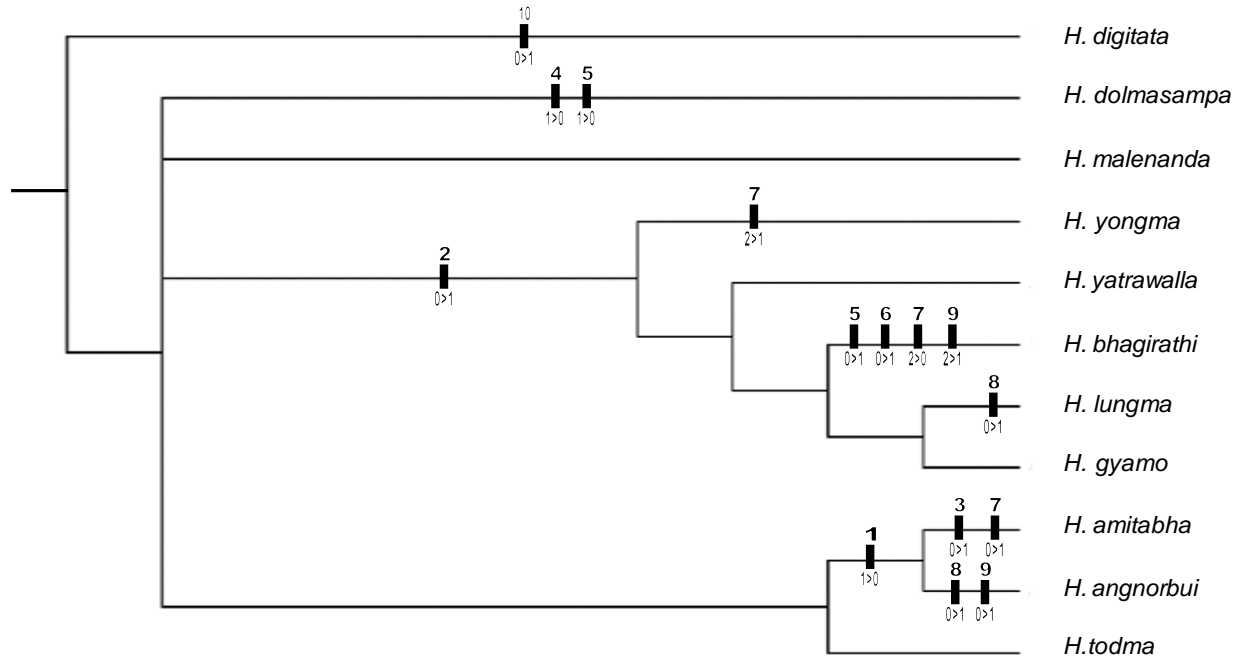 10
0>1
H. digitata
4 5
1>0 1>0
H. dolmasampa
H. malenanda
7
2>1
H. yongma
2
0>1
H. yatrawalla
5 6 7 9
0>1 0>1 2>0 2>1
H. bhagirathi
8
0>1
H. lungma
H. gyamo
3 7
0>1 0>1
H. amitabha
1
1>0
8 9
0>1 0>1
H. angnorbui
H.todma